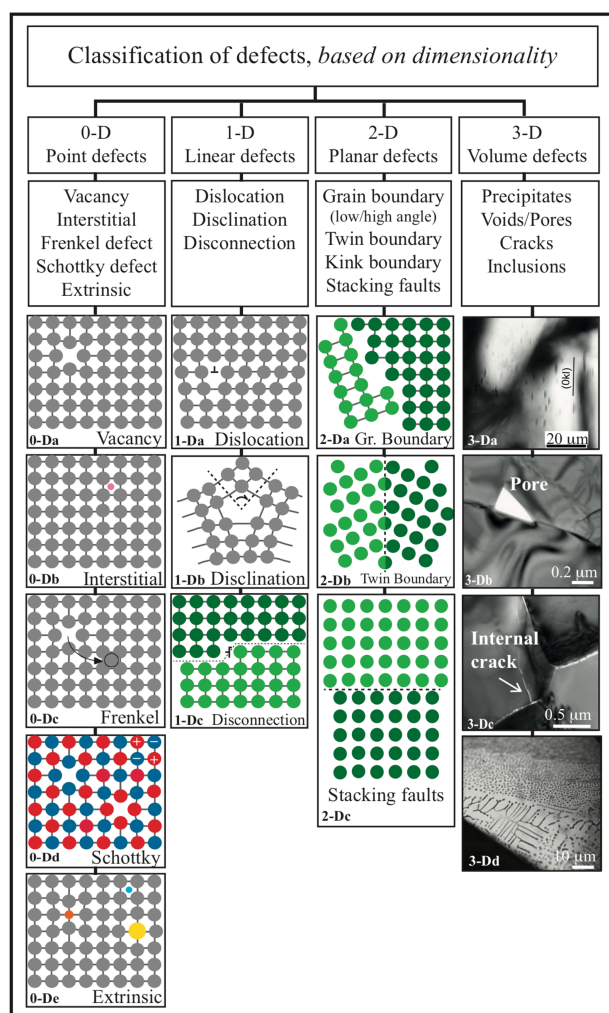 Classification of defects, based on dimensionality
0-D
Point defects
1-D
Linear defects
2-D
Planar defects
3-D
Volume defects
Vacancy
Interstitial
Frenkel defect
Schottky defect
Extrinsic
Dislocation
Disclination
Disconnection
Grain boundary
(low/high angle)
Twin boundary
Kink boundary
Stacking faults
Precipitates
Voids/Pores
Cracks
Inclusions
0-Da Vacancy
1-Da Dislocation
2-Da Gr. Boundary
(0kl)
3-Da 20 µm
0-Db Interstitial
1-Db Disclination
2-Db Twin Boundary
Pore
3-Db 0.2 µm
0-Dc Frenkel
1-Dc Disconnection
Stacking faults
2-Dc
Internal
crack
3-Dc 0.5 µm
+ −
− +
0-Dd Schottky
3-Dd 10 µm
0-De Extrinsic